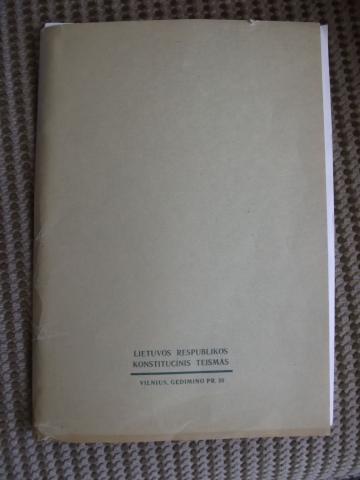 LIETUVOS RESPUBLIKOS
KONSTITUCINIS TEISMAS
VILNIUS, GEDIMINO PR. 36